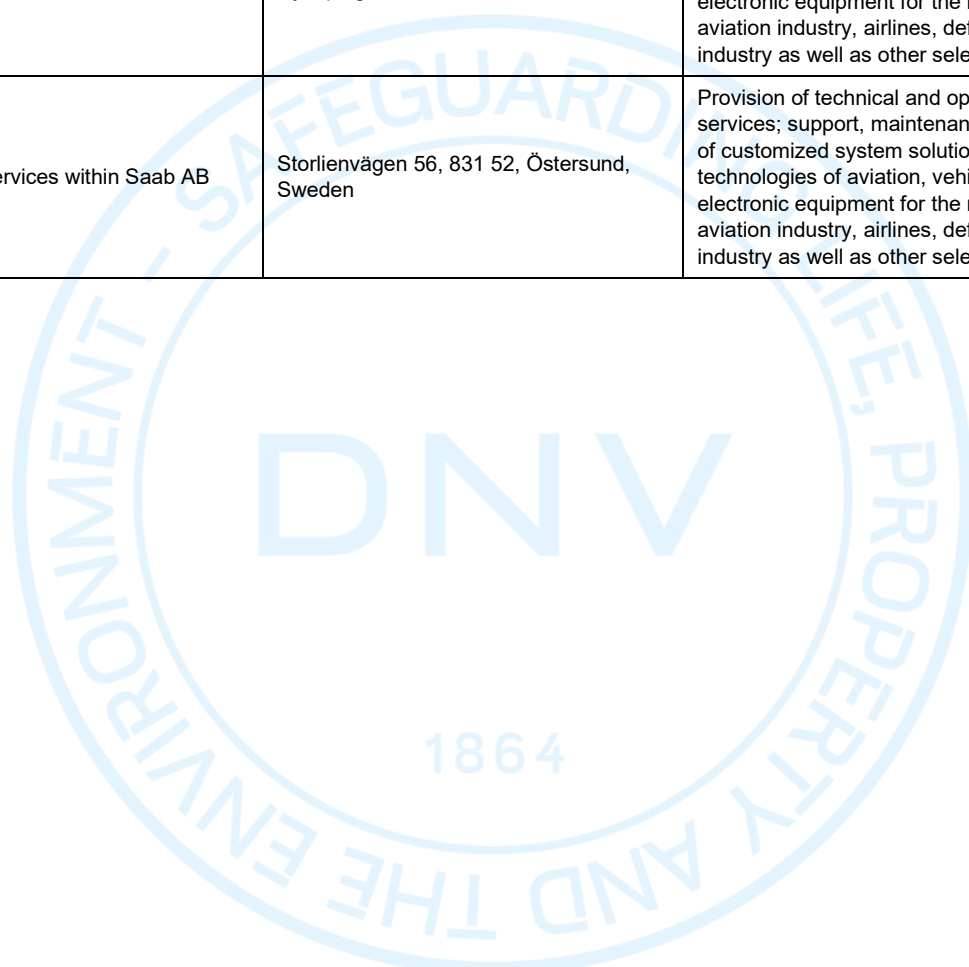 electronic equipment for the
aviation industry, airlines, def
industry as well as other sele
ervices within Saab AB
Storlienvägen 56, 831 52, Östersund,
Sweden
Provision of technical and op
services; support, maintenan
of customized system solutio
technologies of aviation, vehi
electronic equipment for the
aviation industry, airlines, def
industry as well as other sele
SAFEGUARDING LIFE, PROPERTY AND THE ENVIRONMENT –
DNV
1864